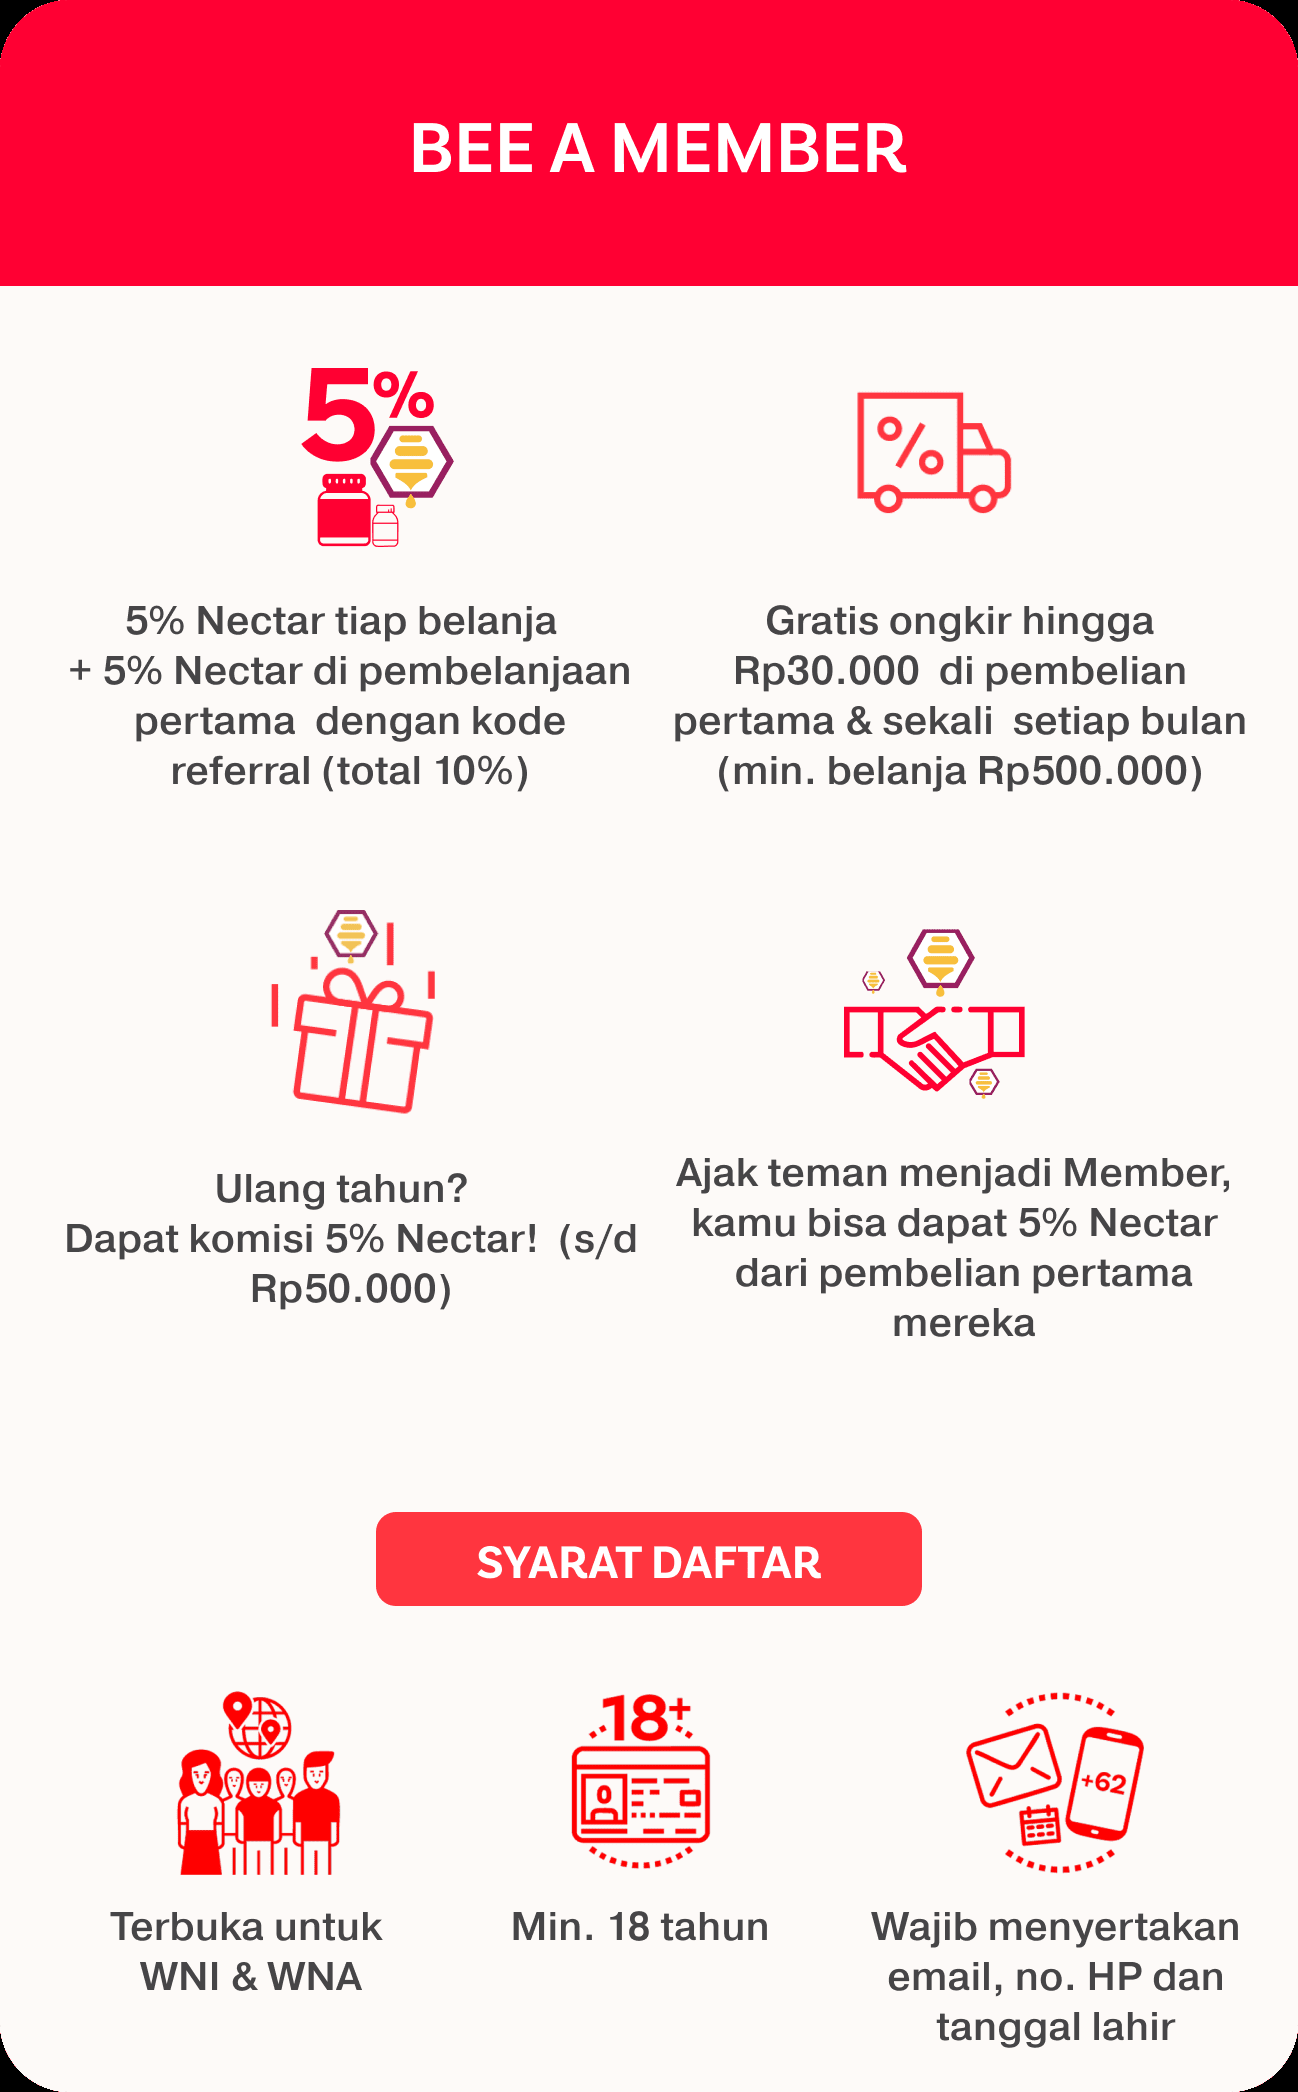 BEE A MEMBER
5%
5% Nectar tiap belanja
+ 5% Nectar di pembelanjaan
pertama dengan kode
referral (total 10%)
%
Gratis ongkir hingga
Rp30.000 di pembelian
pertama & sekali setiap bulan
(min. belanja Rp500.000)
Ulang tahun?
Dapat komisi 5% Nectar! (s/d
Rp50.000)
Ajak teman menjadi Member,
kamu bisa dapat 5% Nectar
dari pembelian pertama
mereka
SYARAT DAFTAR
Terbuka untuk
WNI & WNA
18+
Min. 18 tahun
+62
Wajib menyertakan
email, no. HP dan
tanggal lahir